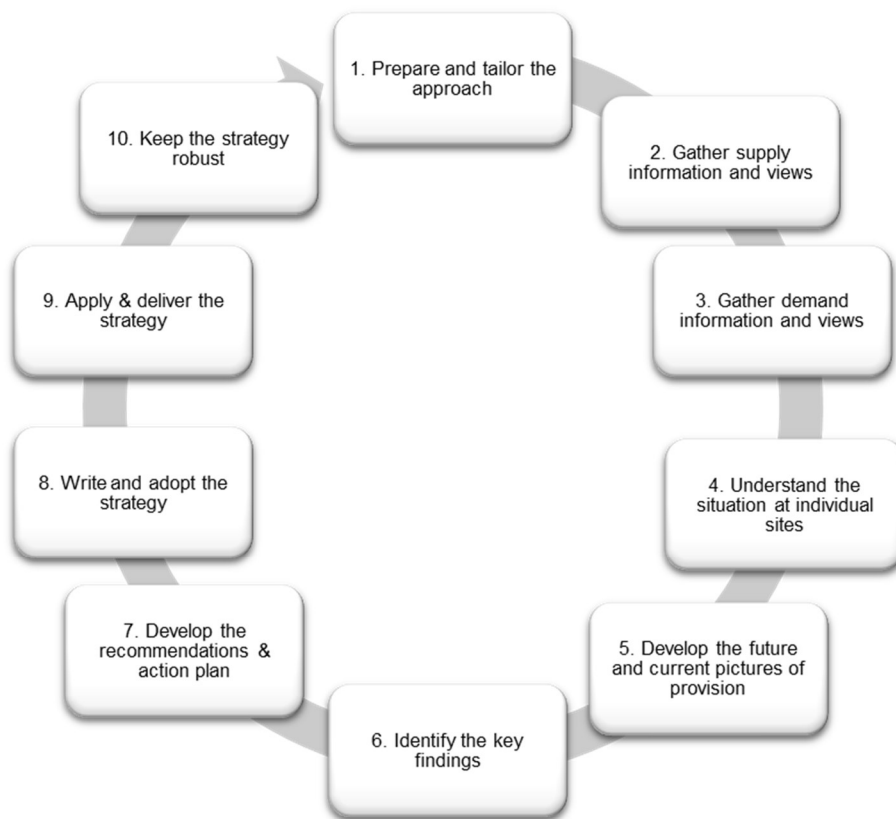 1. Prepare and tailor the
approach
2. Gather supply
information and views
3. Gather demand
information and views
4. Understand the
situation at individual
sites
5. Develop the future
and current pictures of
provision
6. Identify the key
findings
7. Develop the
recommendations &
action plan
8. Write and adopt the
strategy
9. Apply & deliver the
strategy
10. Keep the strategy
robust